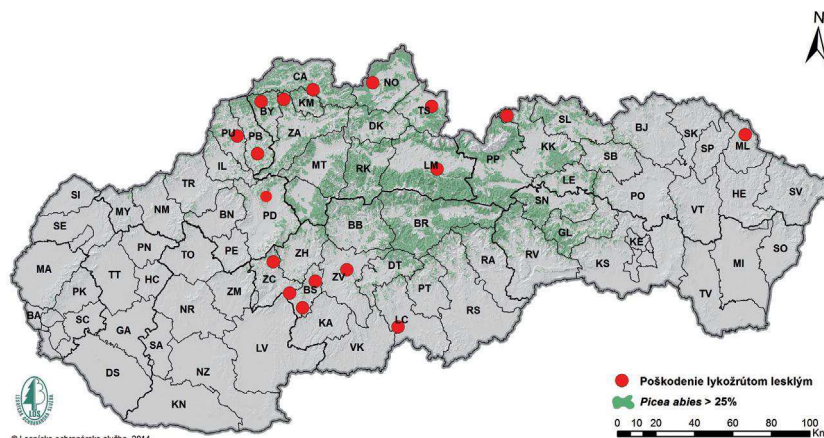 N
CA
NO
BY
KM
TS
PU
PB
ZA
DK
SL
BJ
SK
SP
ML
IL
MT
RK
LM
PP
KK
SB
LE
TR
SN
PO
VT
HE
SV
SI
MY
NM
BN
PD
BB
BR
GL
SE
PN
PE
ZH
DT
RA
RV
KE
KS
SO
MA
TT
HC
TO
ZC
ZV
MI
PK
ZM
BS
PT
TV
BA
SC
GA
NR
KA
LC
RS
SA
LV
VK
DS
NZ
KN
Poškodenie lykožrútom lesklým
Picea abies > 25%
0 10 20 40 60 80 100
Km
LOS